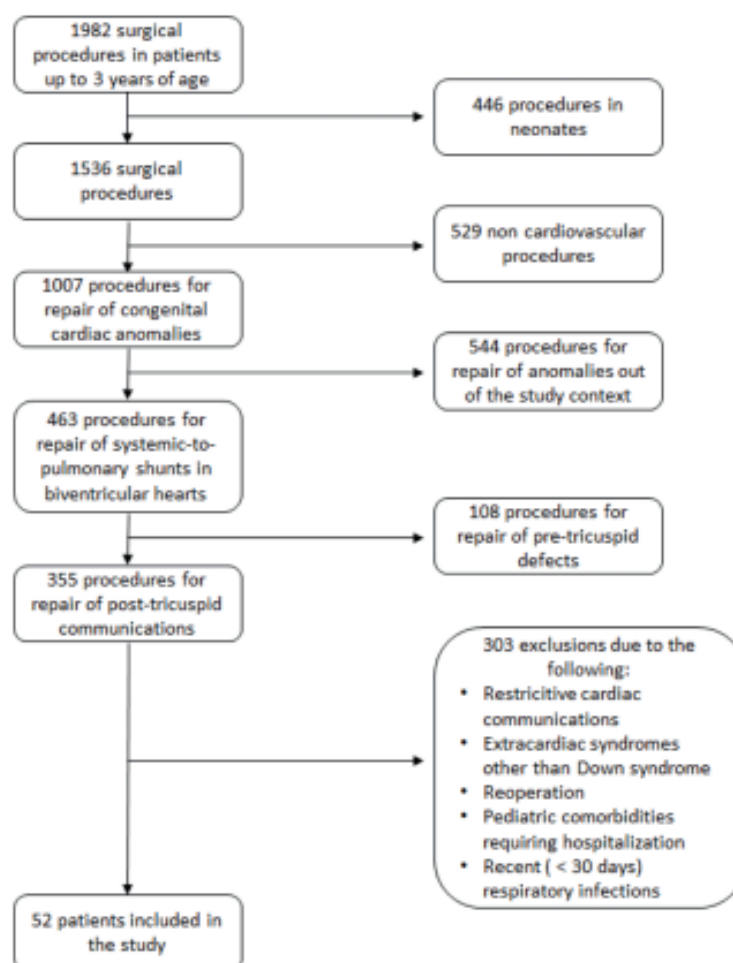 1982 surgical
procedures in patients
up to 3 years of age
446 procedures in
neonates
1536 surgical
procedures
529 non cardiovascular
procedures
1007 procedures for
repair of congenital
cardiac anomalies
544 procedures for
repair of anomalies out
of the study context
463 procedures for
repair of systemic-to-
pulmonary shunts in
biventricular hearts
108 procedures for
repair of pre-tricuspid
defects
355 procedures for
repair of post-tricuspid
communications
303 exclusions due to the
following:
• Restricitive cardiac
communications
• Extracardiac syndromes
other than Down syndrome
• Reoperation
• Pediatric comorbidities
requiring hospitalization
• Recent ( < 30 days)
respiratory infections
52 patients included in
the study